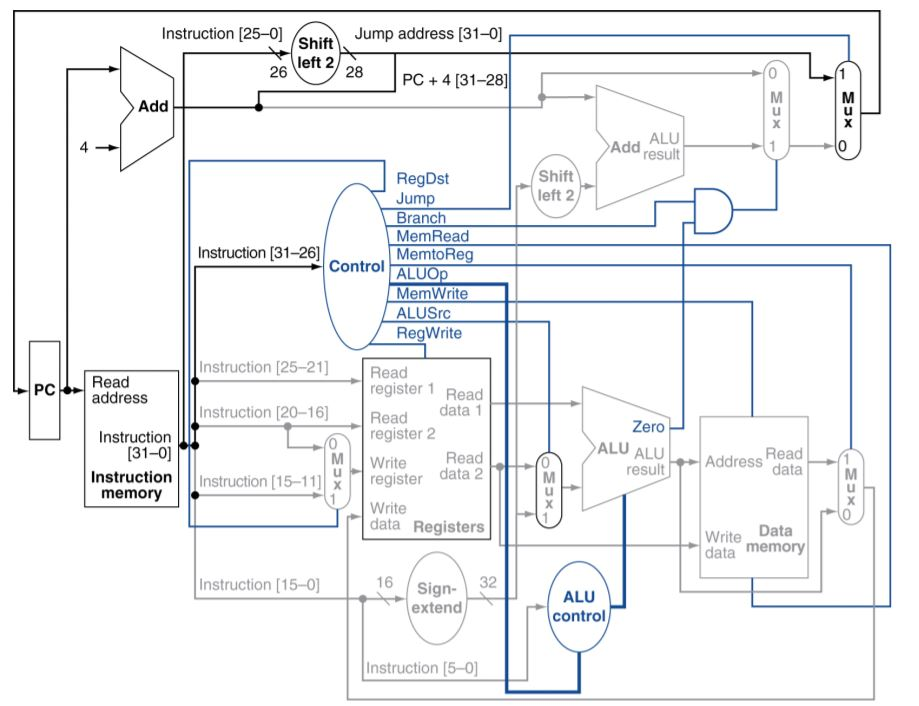 Instruction [25–0]
Shift
left 2
Jump address [31–0]
26
28
PC + 4 [31–28]
Add
4
0
M
u
x
1
1
M
u
x
0
Add
ALU
result
Shift
left 2
RegDst
Jump
Branch
MemRead
MemtoReg
ALUOp
MemWrite
ALUSrc
RegWrite
Instruction [31–26]
Control
PC
Read
address
Instruction
[31–0]
Instruction
memory
Instruction [25–21]
Instruction [20–16]
Instruction [15–11]
0
M
u
x
1
Read
register 1
Read
register 2
Write
register
Write
data
Read
data 1
Read
data 2
Registers
0
M
u
x
1
Zero
ALU
ALU
result
Address
Read
data
Write
data
Data
memory
1
M
u
x
0
Instruction [15–0]
16
Sign-
extend
32
ALU
control
Instruction [5–0]